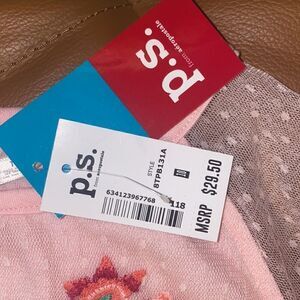 p.s.
from aéropostale
p.s.
from aéropostale
STYLE
8TPB131A
10
634123967768
118
MSRP $29.50